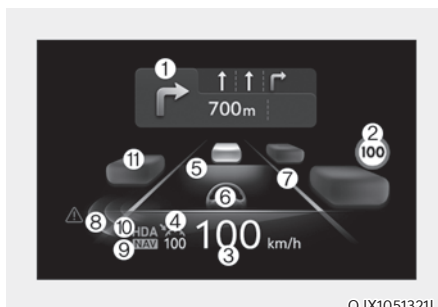 ①
700m
② 100
⑪
⑤
⑦
⑥
⑧
⑩ HDA
④
⑨ NAV 100
100 km/h
③
OJX1051321L